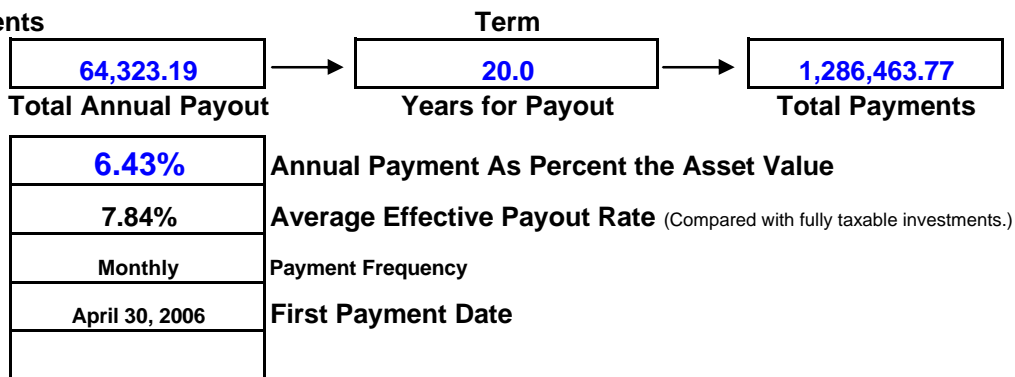 ents Term
64,323.19 20.0 1,286,463.77
Total Annual Payout Years for Payout Total Payments
6.43% Annual Payment As Percent the Asset Value
7.84% Average Effective Payout Rate (Compared with fully taxable investments.)
Monthly Payment Frequency
April 30, 2006 First Payment Date